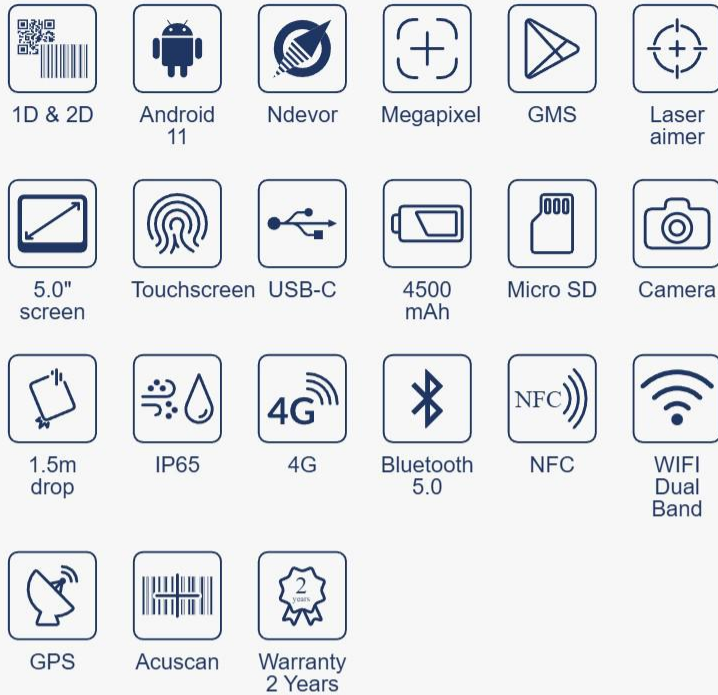 1D & 2D
Android
11
Ndevor
Megapixel
GMS
Laser
aimer
5.0"
screen
Touchscreen
USB-C
4500
mAh
Micro SD
Camera
1.5m
drop
IP65
4G
4G
Bluetooth
5.0
NFC
NFC
WIFI
Dual
Band
GPS
Acuscan
2
years
Warranty
2 Years